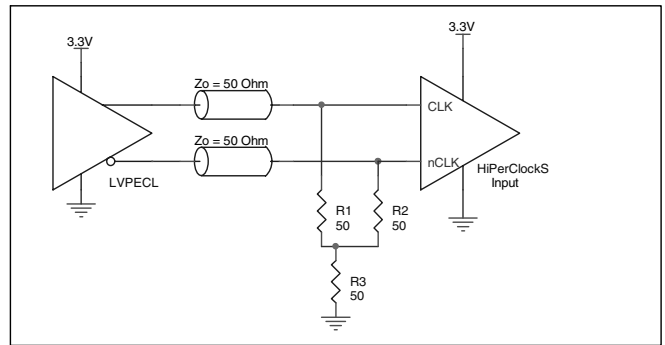 3.3V
3.3V
Zo = 50 Ohm
CLK
Zo = 50 Ohm
nCLK
LVPECL
HiPerClockS
Input
R1
50
R2
50
R3
50